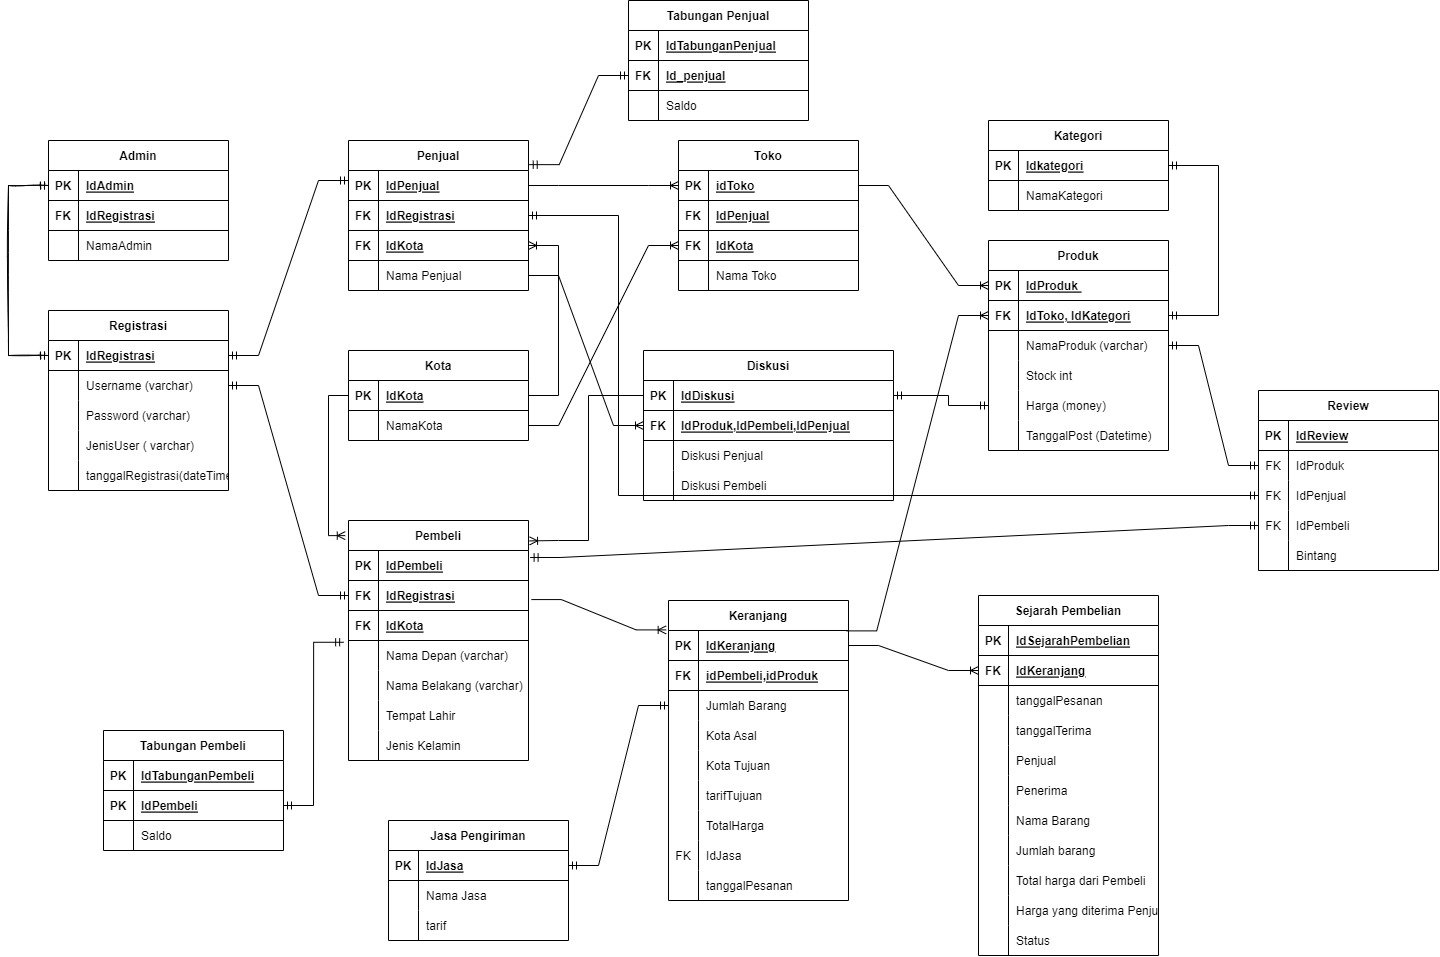 Tabungan Penjual
PK IdTabunganPenjual
FK Id_penjual
Saldo
Admin
PK IdAdmin
FK IdRegistrasi
NamaAdmin
Penjual
PK IdPenjual
FK IdRegistrasi
FK IdKota
Nama Penjual
Toko
PK idToko
FK IdPenjual
FK IdKota
Nama Toko
Kategori
PK Idkategori
NamaKategori
Produk
PK IdProduk
FK IdToko, IdKategori
NamaProduk (varchar)
Stock int
Harga (money)
TanggalPost (Datetime)
Registrasi
PK IdRegistrasi
Username (varchar)
Password (varchar)
JenisUser ( varchar)
tanggalRegistrasi(dateTime
Kota
PK IdKota
NamaKota
Diskusi
PK IdDiskusi
FK IdProduk,IdPembeli,IdPenjual
Diskusi Penjual
Diskusi Pembeli
Review
PK IdReview
FK IdProduk
FK IdPenjual
FK IdPembeli
Bintang
Pembeli
PK IdPembeli
FK IdRegistrasi
FK IdKota
Nama Depan (varchar)
Nama Belakang (varchar)
Tempat Lahir
Jenis Kelamin
Keranjang
PK IdKeranjang
FK idPembeli,idProduk
Jumlah Barang
Kota Asal
Kota Tujuan
tarifTujuan
TotalHarga
FK IdJasa
tanggalPesanan
Sejarah Pembelian
PK IdSejarahPembelian
FK IdKeranjang
tanggalPesanan
tanggalTerima
Penjual
Penerima
Nama Barang
Jumlah barang
Total harga dari Pembeli
Harga yang diterima Penju
Status
Tabungan Pembeli
PK IdTabunganPembeli
PK IdPembeli
Saldo
Jasa Pengiriman
PK IdJasa
Nama Jasa
tarif